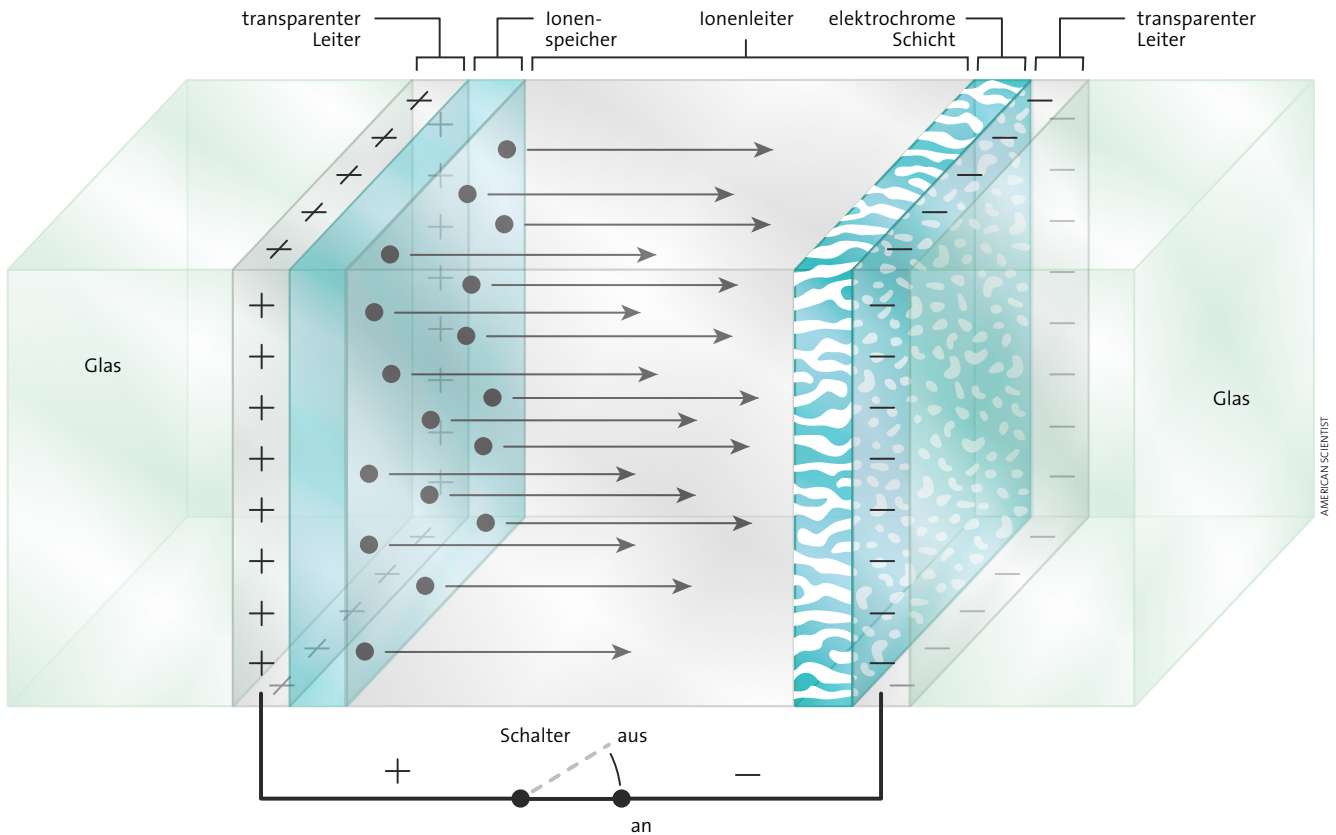 transparenter
Leiter
Ionen-
speicher
Ionenleiter
elektrochrome
Schicht
transparenter
Leiter
Glas
Glas
AMERICAN SCIENTIST
Schalter
aus
+
—
an